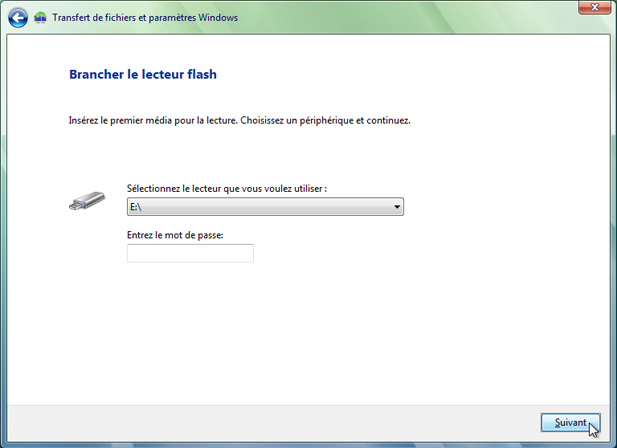 Transfert de fichiers et paramètres Windows
Brancher le lecteur flash
Insérez le premier média pour la lecture. Choisissez un périphérique et continuez.
Sélectionnez le lecteur que vous voulez utiliser :
E:\
Entrez le mot de passe:
Suivant